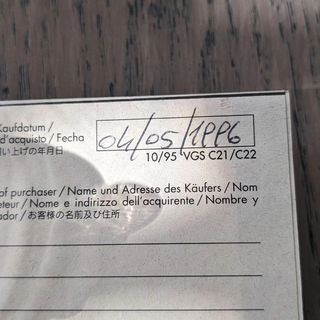 Kaufdatum /
d'acquisto / Fecha
い上げの年月日
04/05/1996
10/95 VGS C21/C22
of purchaser / Name und Adresse des Käufers / Nom
eteur / Nome e indirizzo dell'acquirente / Nombre y
ador / お客様の名前及び住所